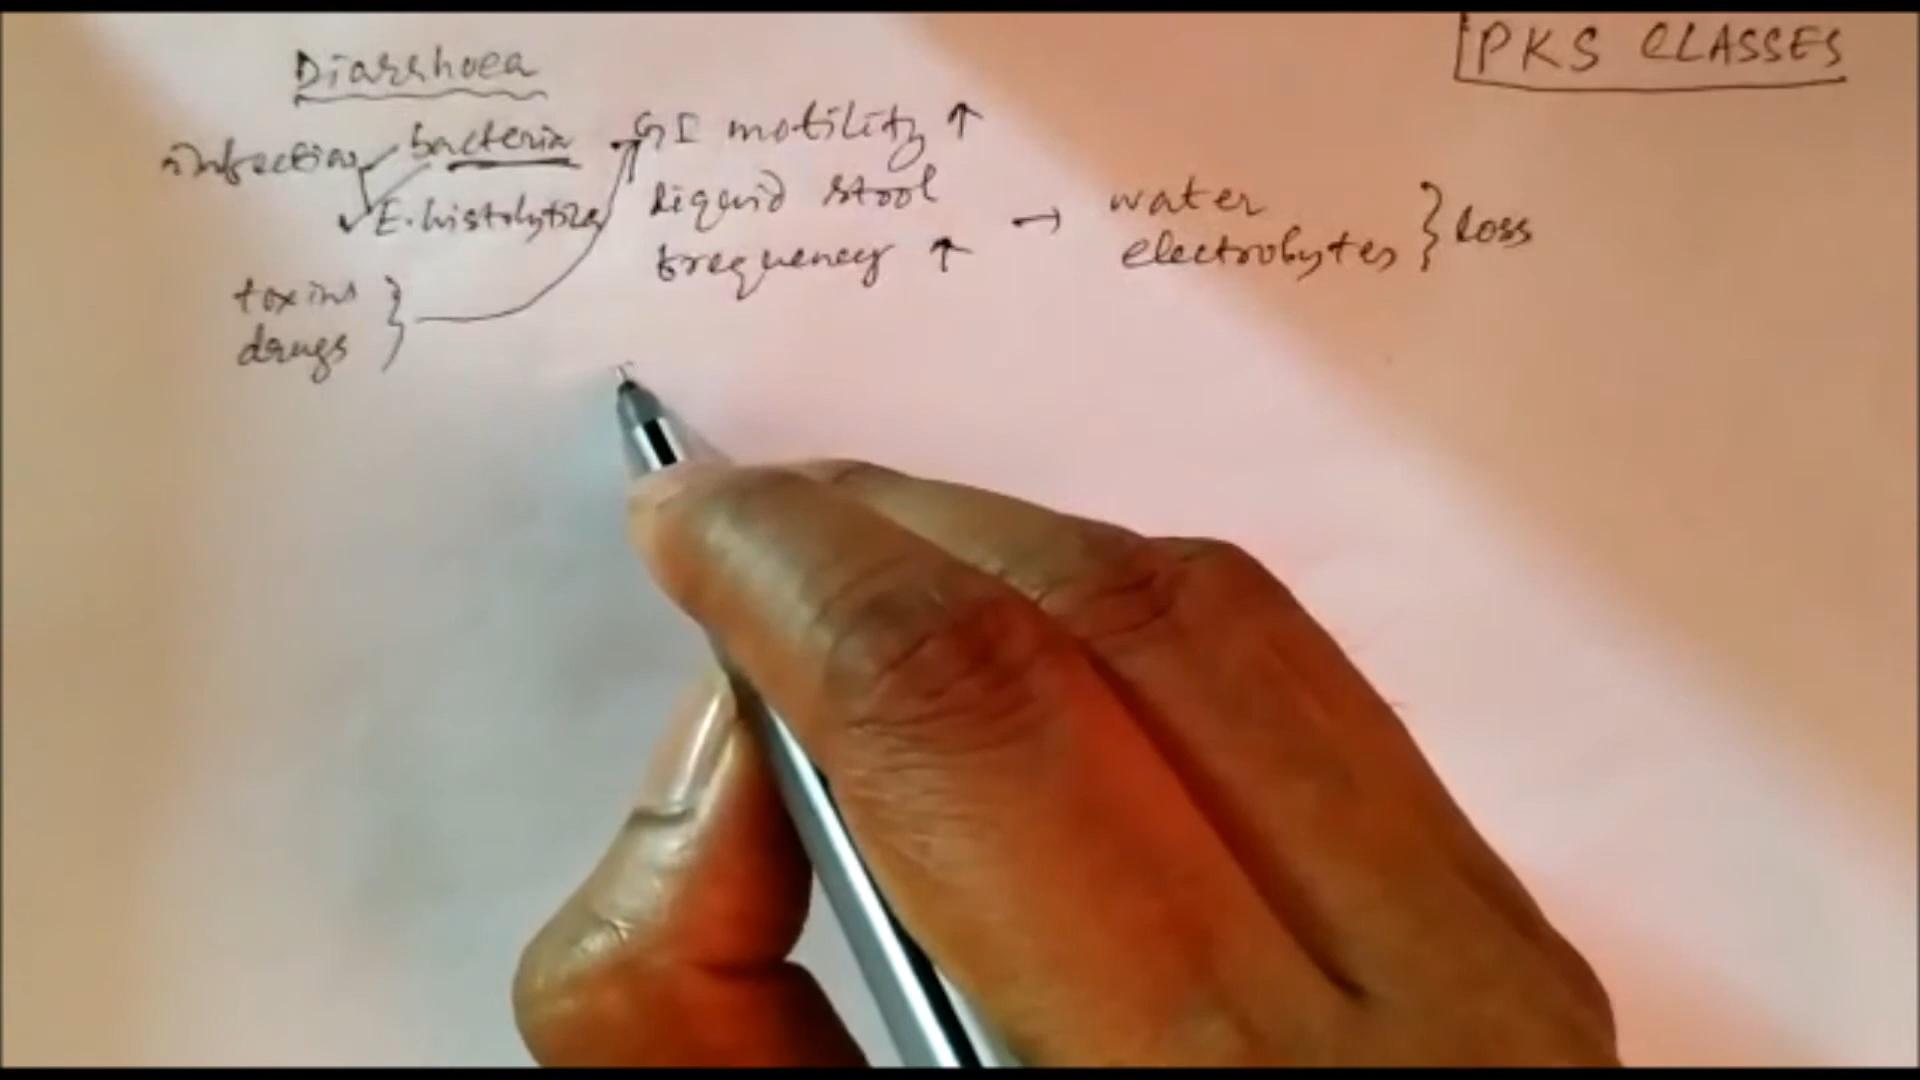 PKS CLASSES
Diarrhoea
infection bacteria
E. histolytica
toxins
drugs }
GI motility ↑
liquid stool
frequency ↑
→ water
electrolytes } loss